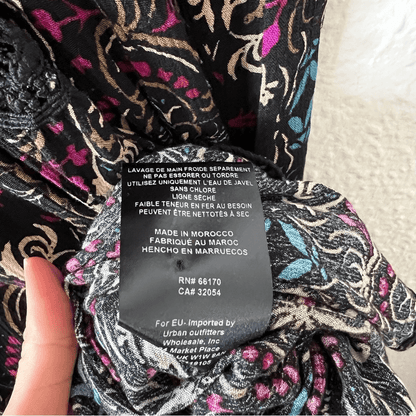 LAVAGE DE MAIN FROIDE SÉPARÉMENT
NE PAS ESSORER OU TORDRE
UTILISEZ UNIQUEMENT L'EAU DE JAVEL
SANS CHLORE
LIGNE SÈCHE
FAIBLE TENEUR EN FER AU BESOIN
PEUVENT ÊTRE NETTOYÉS À SEC
MADE IN MOROCCO
FABRIQUÉ AU MAROC
HENCHO EN MARRUECOS
RN# 66170
CA# 32054
For EU- Imported by
Urban outfitters
Wholesale, Inc
Market Place
W1W